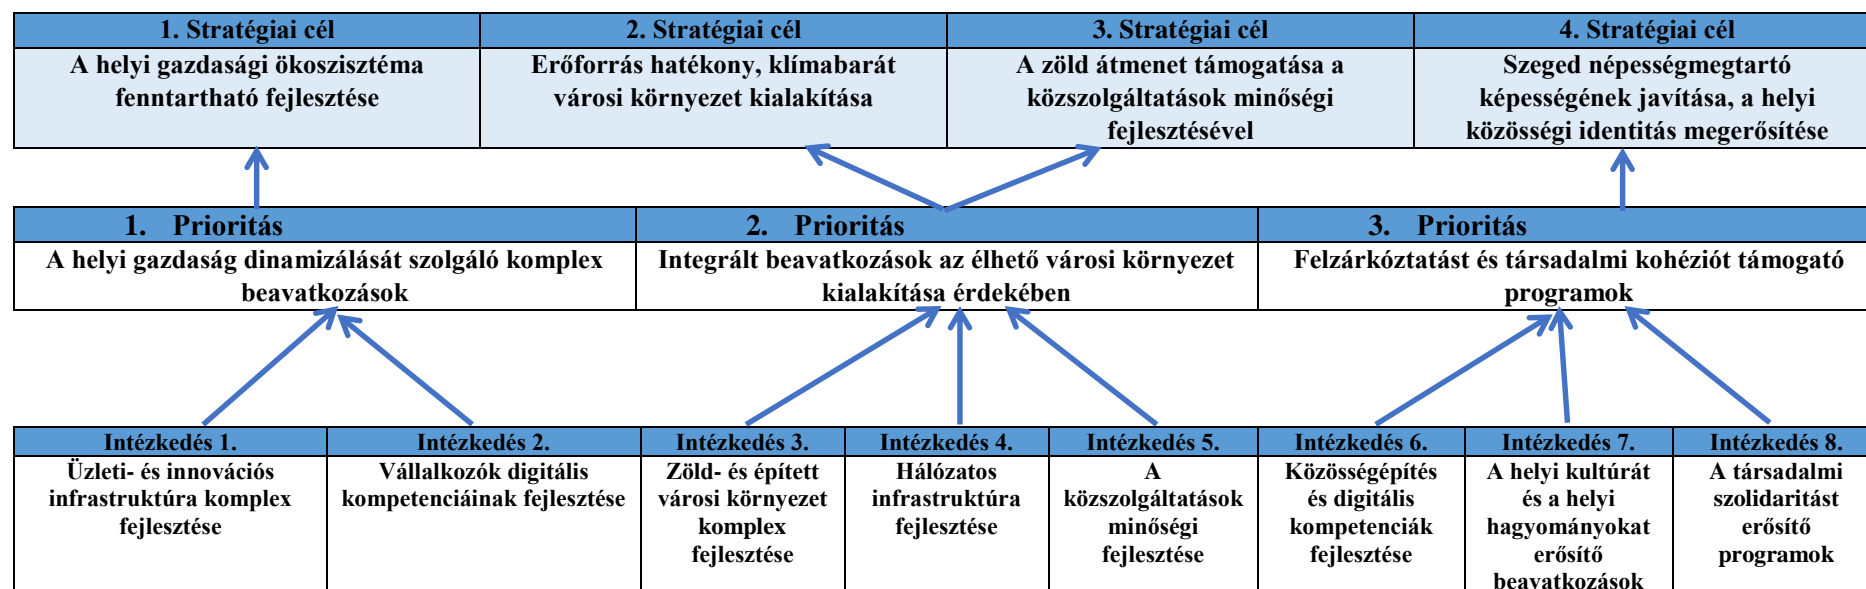 1. Stratégiai cél
2. Stratégiai cél
3. Stratégiai cél
4. Stratégiai cél
A helyi gazdasági ökoszisztéma
fenntartható fejlesztése
Erőforrás hatékony, klímabarát
városi környezet kialakítása
A zöld átmenet támogatása a
közszolgáltatások minőségi
fejlesztésével
Szeged népességmegtartó
képességének javítása, a helyi
közösségi identitás megerősítése
1. Prioritás
2. Prioritás
3. Prioritás
A helyi gazdaság dinamizálását szolgáló komplex
beavatkozások
Integrált beavatkozások az élhető városi környezet
kialakítása érdekében
Felzárkóztatást és társadalmi kohéziót támogató
programok
Intézkedés 1.
Intézkedés 2.
Intézkedés 3.
Intézkedés 4.
Intézkedés 5.
Intézkedés 6.
Intézkedés 7.
Intézkedés 8.
Üzleti- és innovációs
infrastruktúra komplex
fejlesztése
Vállalkozók digitális
kompetenciáinak fejlesztése
Zöld- és épített
városi környezet
komplex
fejlesztése
Hálózatos
infrastruktúra
fejlesztése
A
közszolgáltatások
minőségi
fejlesztése
Közösségépítés
és digitális
kompetenciák
fejlesztése
A helyi kultúrát
és a helyi
hagyományokat
erősítő
beavatkozások
A társadalmi
szolidaritást
erősítő
programok